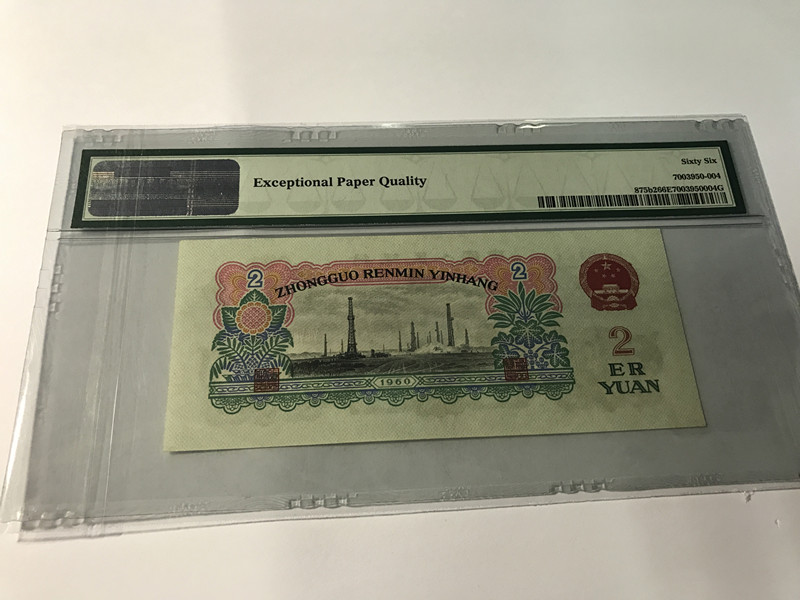 Exceptional Paper Quality
Sixty Six
7003950-004
875b266E7003950004G
2
ZHONGGUO RENMIN YINHANG
2
1960
2
ER
YUAN